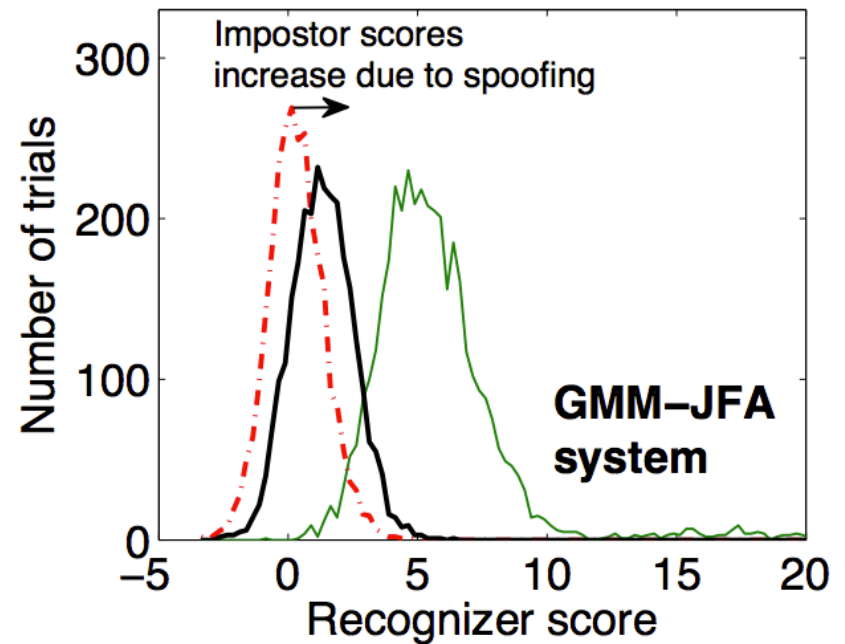 Impostor scores
increase due to spoofing
300
200
100
0
Number of trials
GMM–JFA
system
−5 0 5 10 15 20
Recognizer score